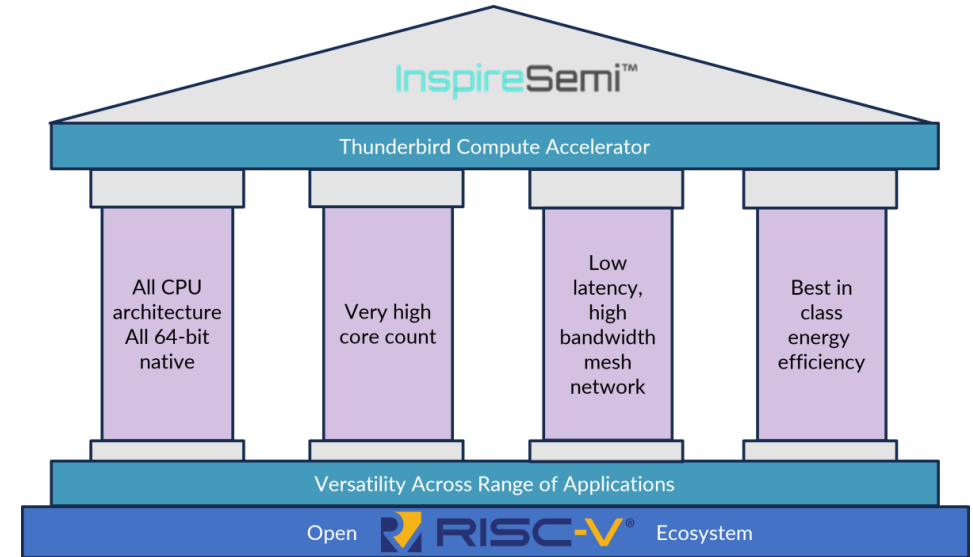 InspireSemi™
Thunderbird Compute Accelerator
All CPU
architecture
All 64-bit
native
Very high
core count
Low
latency,
high
bandwidth
mesh
network
Best in
class
energy
efficiency
Versatility Across Range of Applications
Open RISC-V® Ecosystem